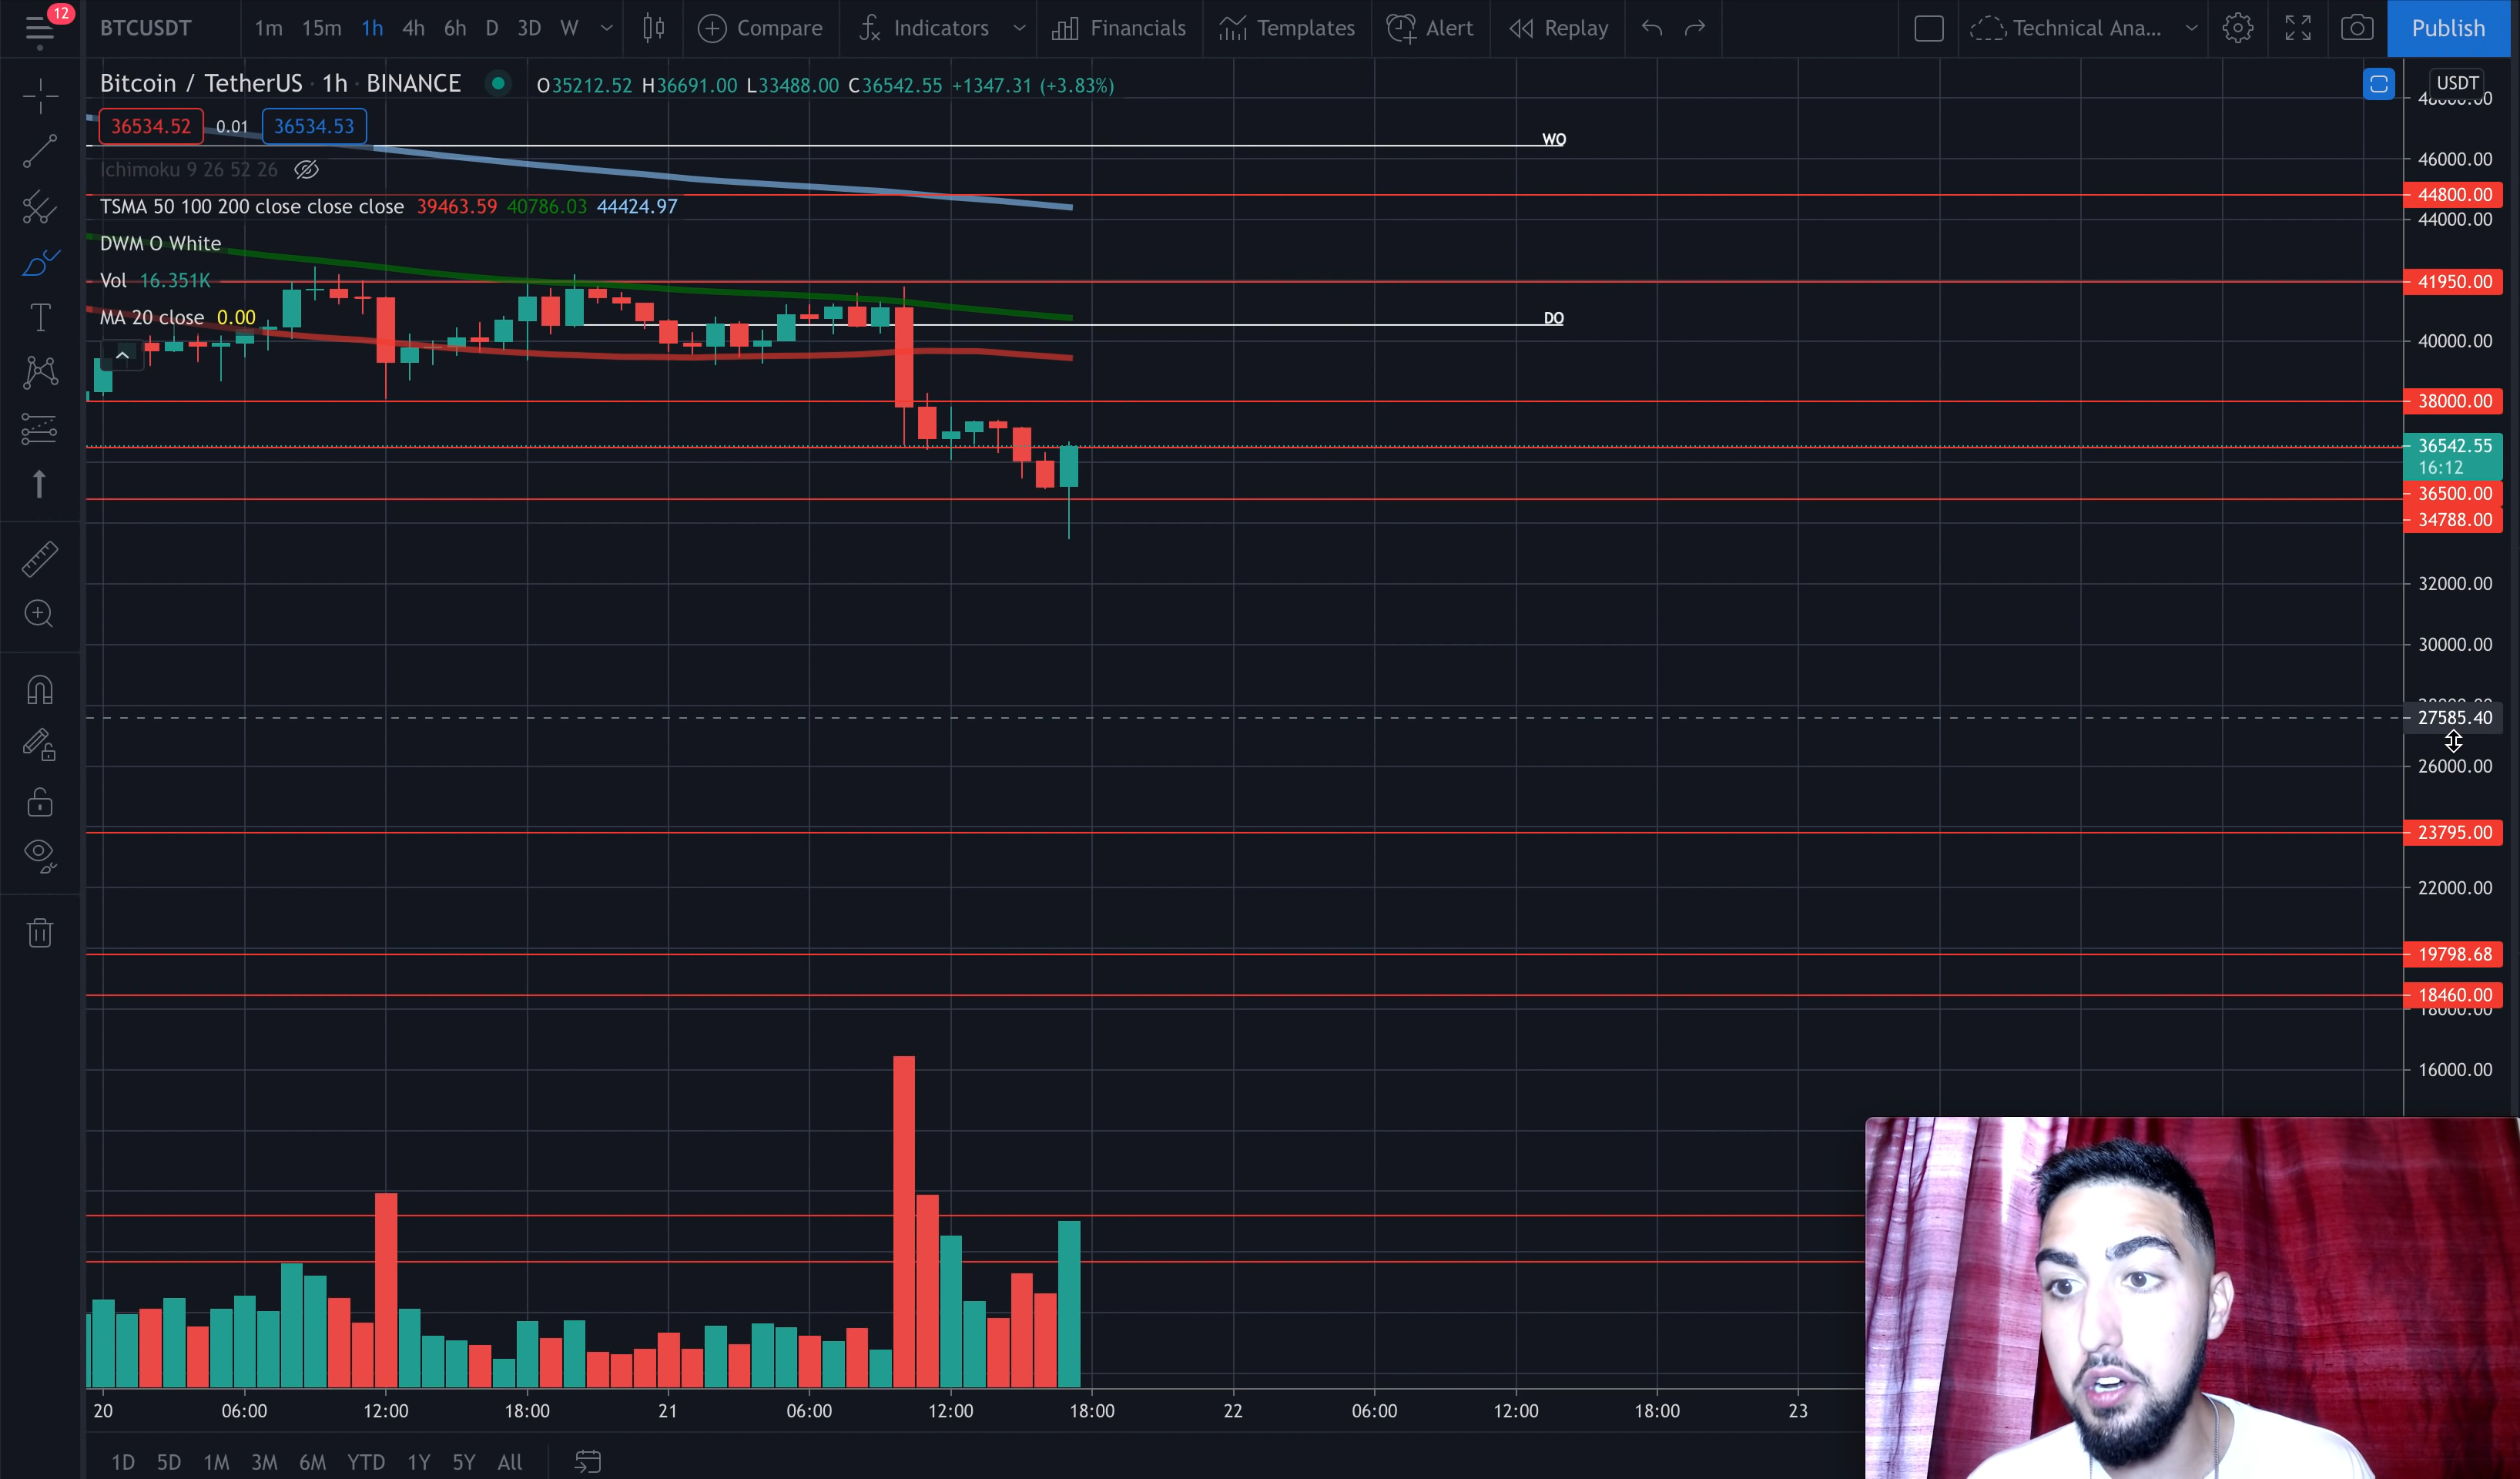 12
BTCUSDT 1m 15m 1h 4h 6h D 3D W Compare Indicators Financials Templates Alert Replay Technical Ana... Publish
Bitcoin / TetherUS · 1h · BINANCE O35212.52 H36691.00 L33488.00 C36542.55 +1347.31 (+3.83%)
USDT
36534.52 0.01 36534.53
Ichimoku 9 26 52 26
TSMA 50 100 200 close close close 39463.59 40786.03 44424.97
DWM O White
Vol 16.351K
MA 20 close 0.00
WO
DO
46000.00
44800.00
44000.00
41950.00
40000.00
38000.00
36542.55
16:12
36500.00
34788.00
32000.00
30000.00
27585.40
26000.00
23795.00
22000.00
19798.68
18460.00
18000.00
16000.00
20 06:00 12:00 18:00 21 06:00 12:00 18:00 22 06:00 12:00 18:00 23
1D 5D 1M 3M 6M YTD 1Y 5Y All